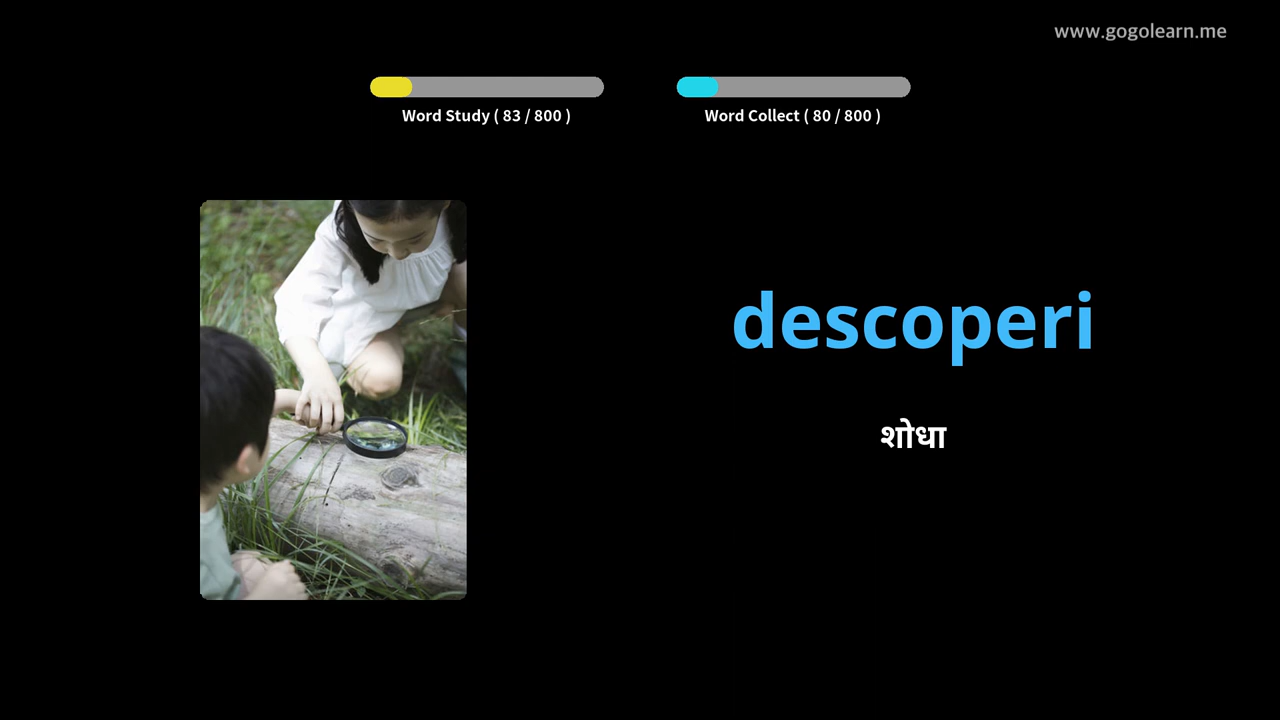 www.gogolearn.me
Word Study ( 83 / 800 )
Word Collect ( 80 / 800 )
descoperi
शोधा